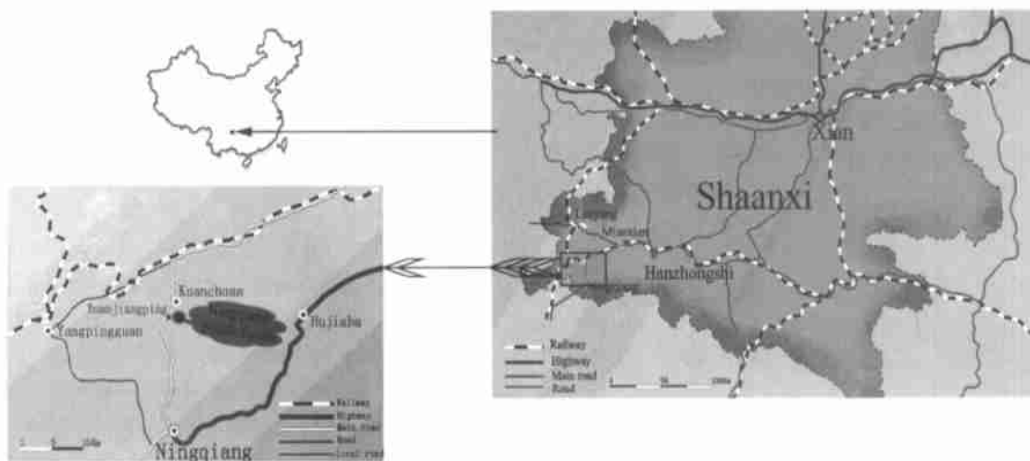 Xian
Shaanxi
Mianxian
Hanzhongshi
Railway
Highway
Main road
Road
Kuanchuan
Yangpingguan
Hujiaba
Ningqiang
Railway
Highway
Main road
Road
Local road